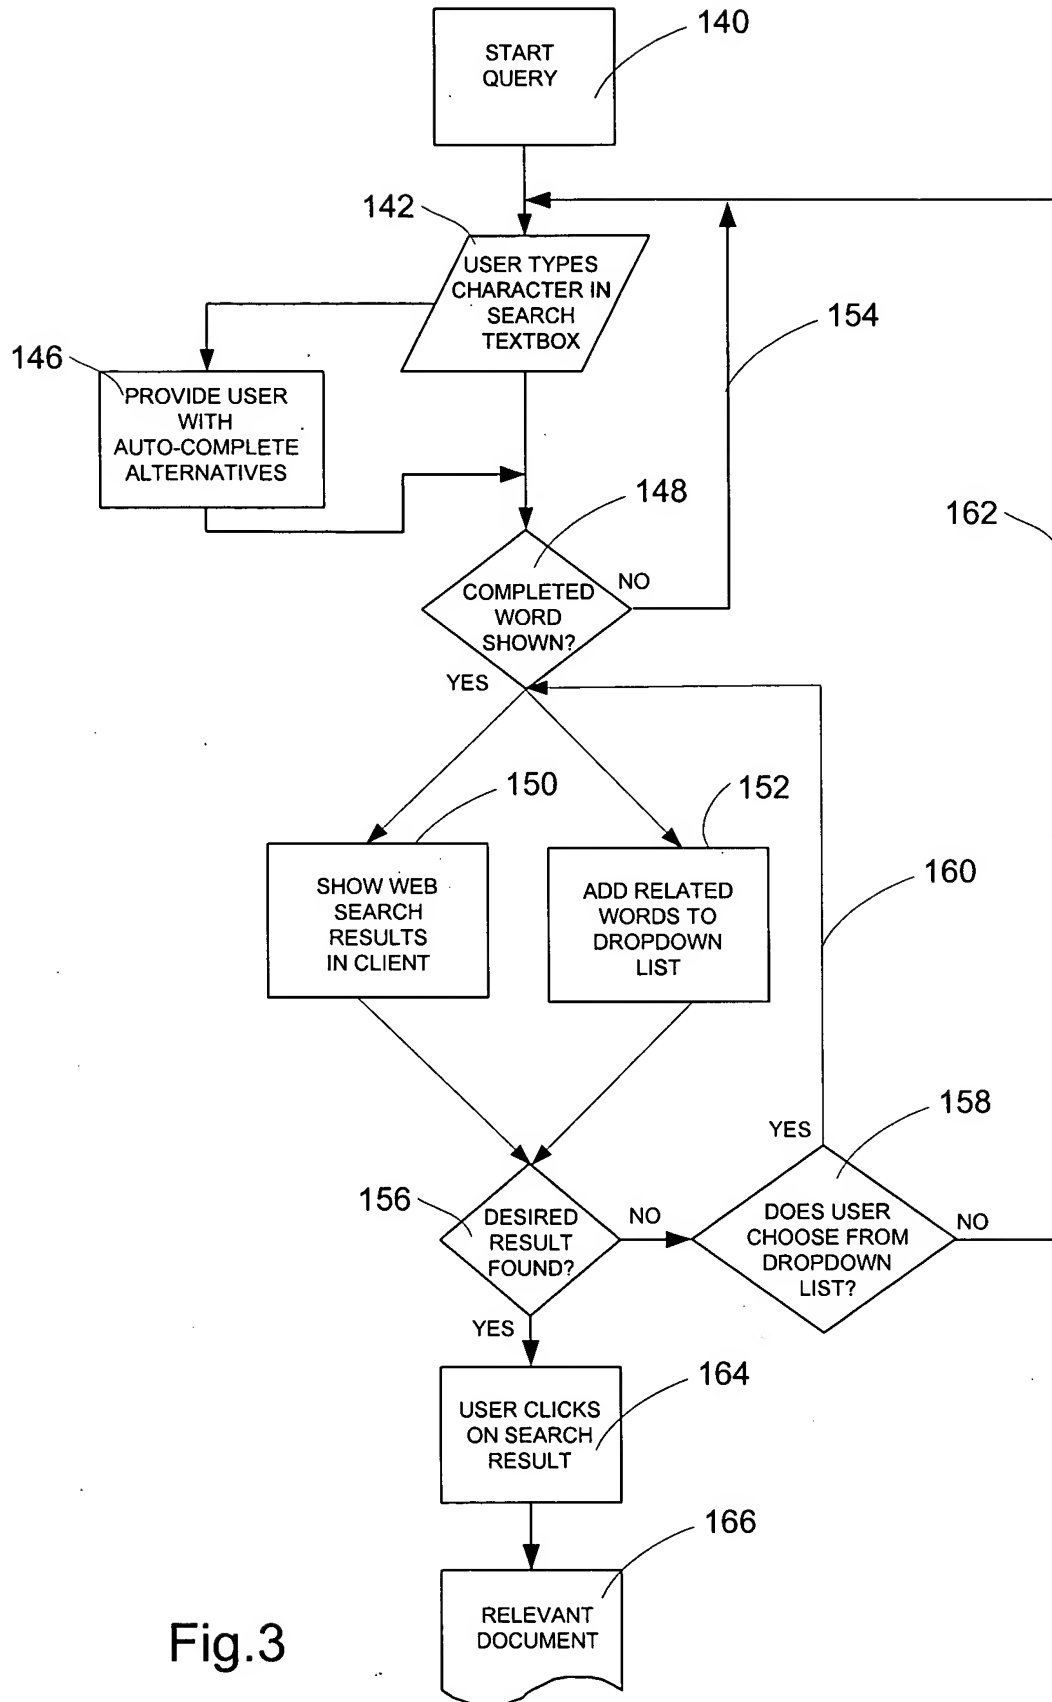 140
START
QUERY
142
USER TYPES
CHARACTER IN
SEARCH
TEXTBOX
154
146
PROVIDE USER
WITH
AUTO-COMPLETE
ALTERNATIVES
148
162
COMPLETED
WORD
SHOWN?
NO
YES
150
152
160
SHOW WEB
SEARCH
RESULTS
IN CLIENT
ADD RELATED
WORDS TO
DROPDOWN
LIST
158
YES
156
DESIRED
RESULT
FOUND?
NO
DOES USER
CHOOSE FROM
DROPDOWN
LIST?
NO
YES
164
USER CLICKS
ON SEARCH
RESULT
166
RELEVANT
DOCUMENT
Fig.3